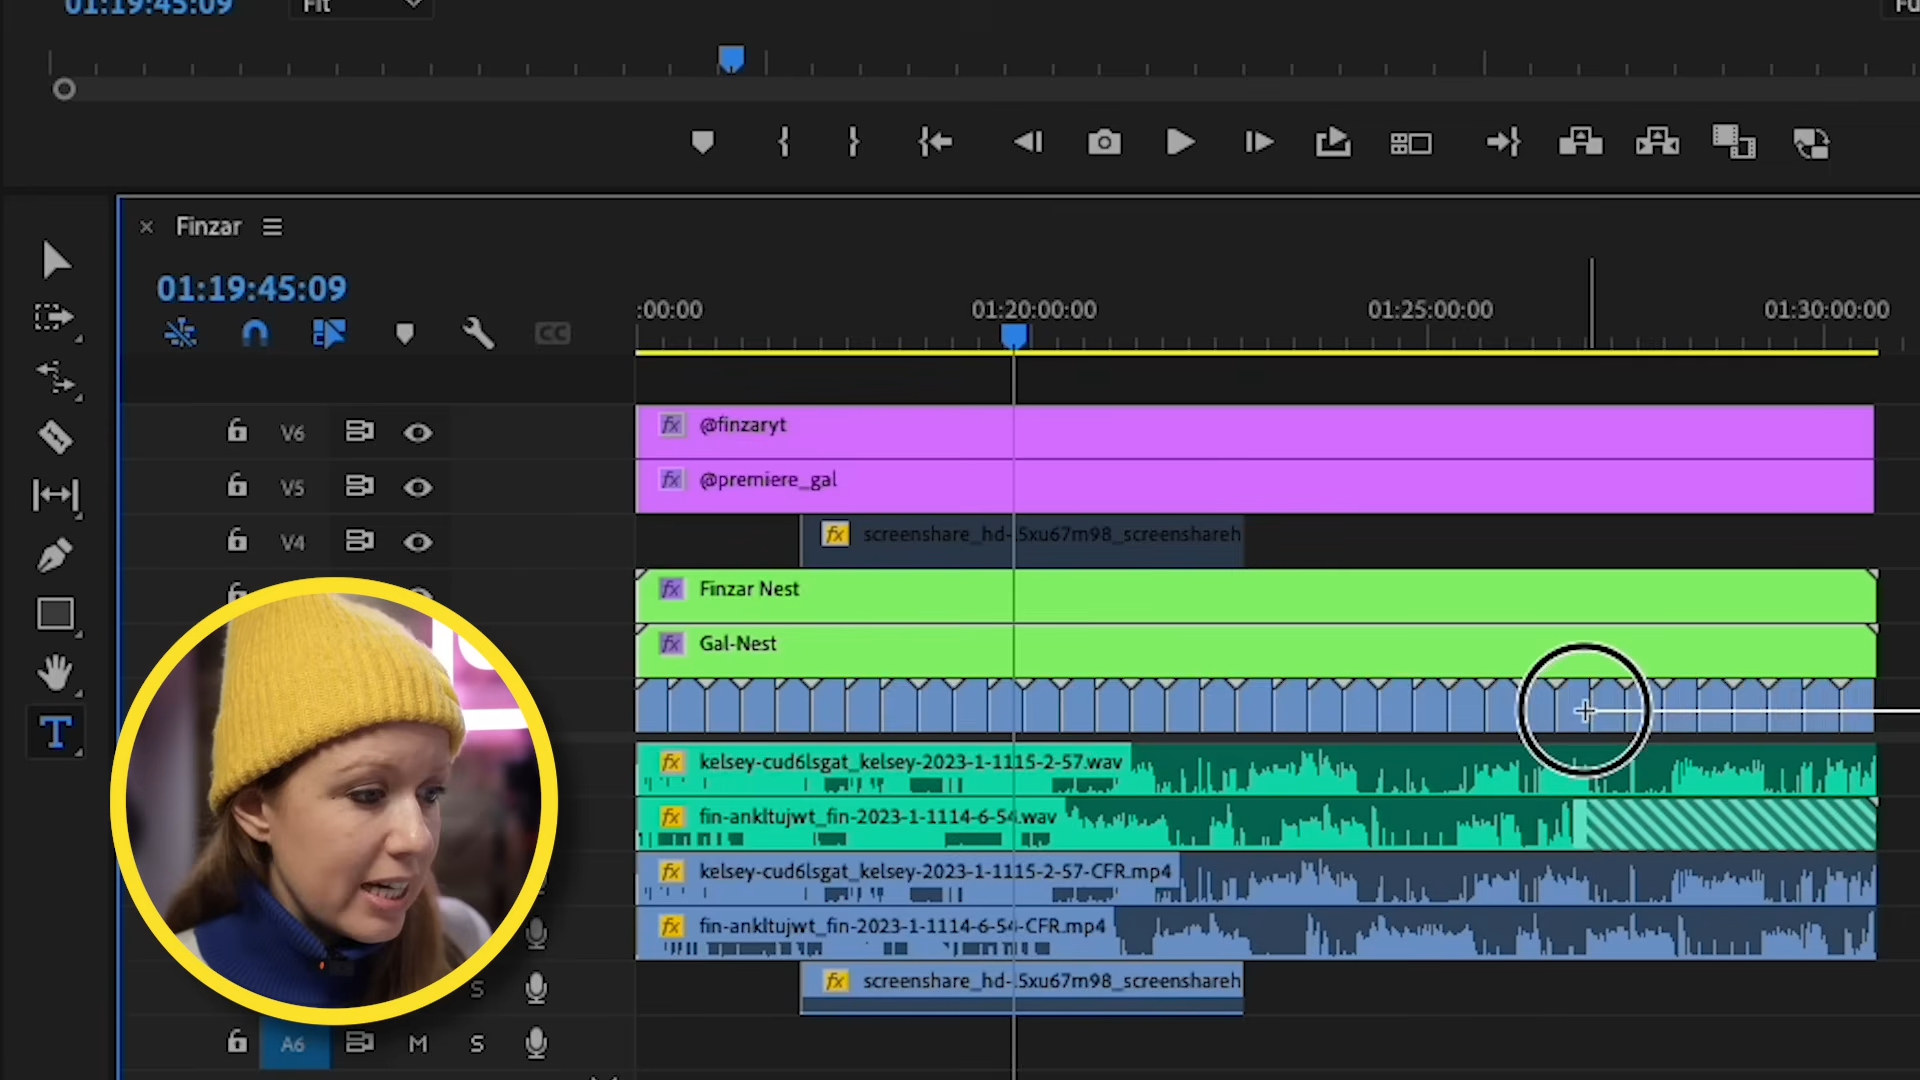 01:19:45:09
Fit
Finzar
01:19:45:09
CC
:00:00
01:20:00:00
01:25:00:00
01:30:00:00
V6
@finzaryt
V5
@premiere_gal
V4
screenshare_hd-.5xu67m98_screenshareh
Finzar Nest
Gal-Nest
kelsey-cud6lsgat_kelsey-2023-1-1115-2-57.wav
fin-ankltujwt_fin-2023-1-1114-6-54.wav
kelsey-cud6lsgat_kelsey-2023-1-1115-2-57-CFR.mp4
fin-ankltujwt_fin-2023-1-1114-6-54-CFR.mp4
S
screenshare_hd-.5xu67m98_screenshareh
A6
M
S